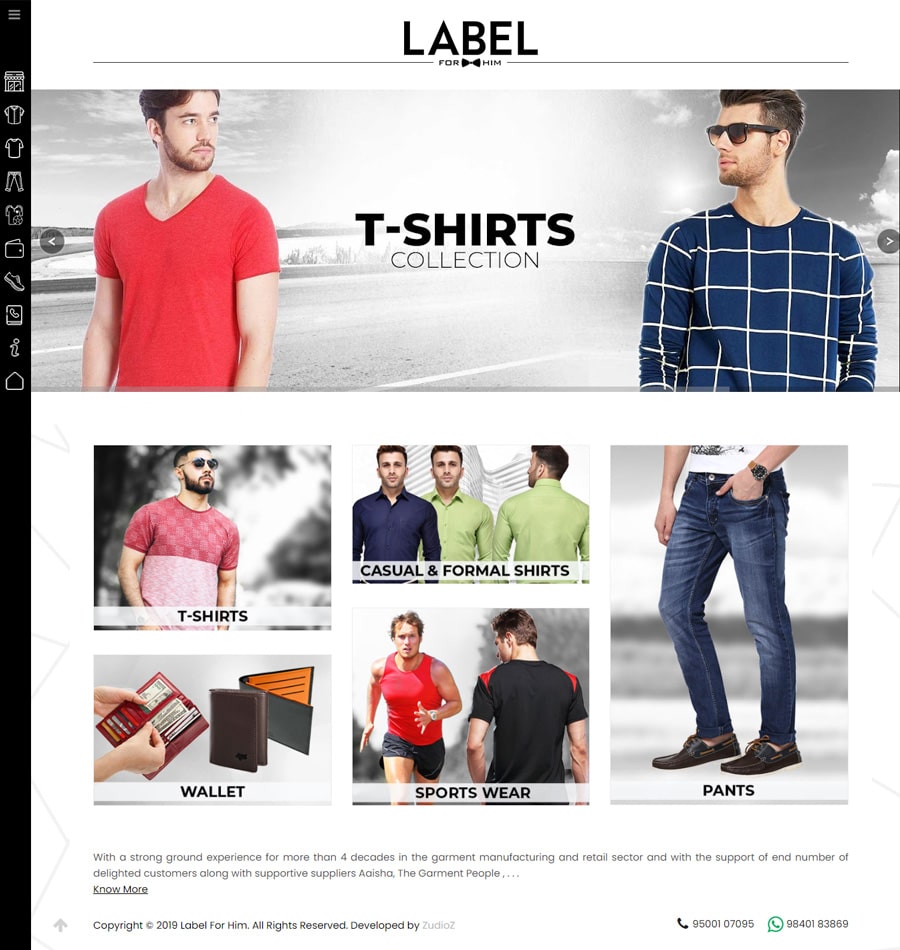 LABEL
FOR HIM
T-SHIRTS
COLLECTION
T-SHIRTS
CASUAL & FORMAL SHIRTS
WALLET
SPORTS WEAR
PANTS
With a strong ground experience for more than 4 decades in the garment manufacturing and retail sector and with the support of end number of
delighted customers along with supportive suppliers Aaisha, The Garment People , . . .
Know More
Copyright © 2019 Label For Him. All Rights Reserved. Developed by ZudioZ
95001 07095
98401 83869